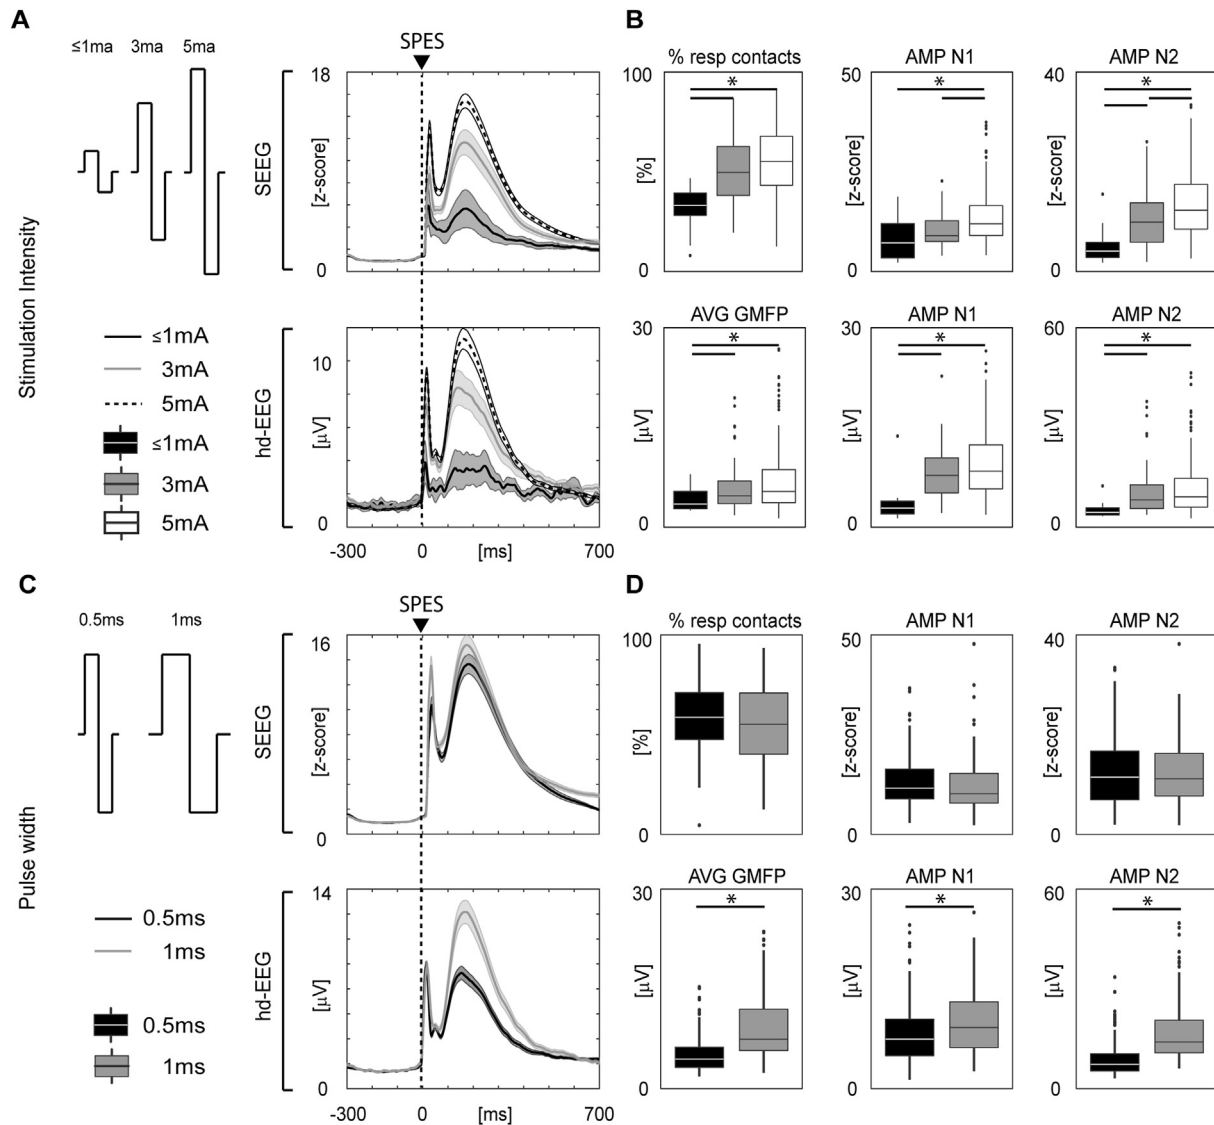 A
≤1ma 3ma 5ma
SPES
18
SEEG
[z-score]
0
Stimulation Intensity
≤1mA
3mA
5mA
≤1mA
3mA
5mA
hd-EEG
10
[µV]
0
-300 0 [ms] 700
B
% resp contacts AMP N1 AMP N2
100 50 40
* * *
[%] [z-score] [z-score]
0 0 0
AVG GMFP AMP N1 AMP N2
30 30 60
* * *
[µV] [µV] [µV]
0 0 0
C
0.5ms 1ms
SPES
16
SEEG
[z-score]
0
Pulse width
0.5ms
1ms
0.5ms
1ms
14
hd-EEG
[µV]
0
-300 0 [ms] 700
D
% resp contacts AMP N1 AMP N2
100 50 40
[%] [z-score] [z-score]
0 0 0
AVG GMFP AMP N1 AMP N2
30 30 60
* * *
[µV] [µV] [µV]
0 0 0